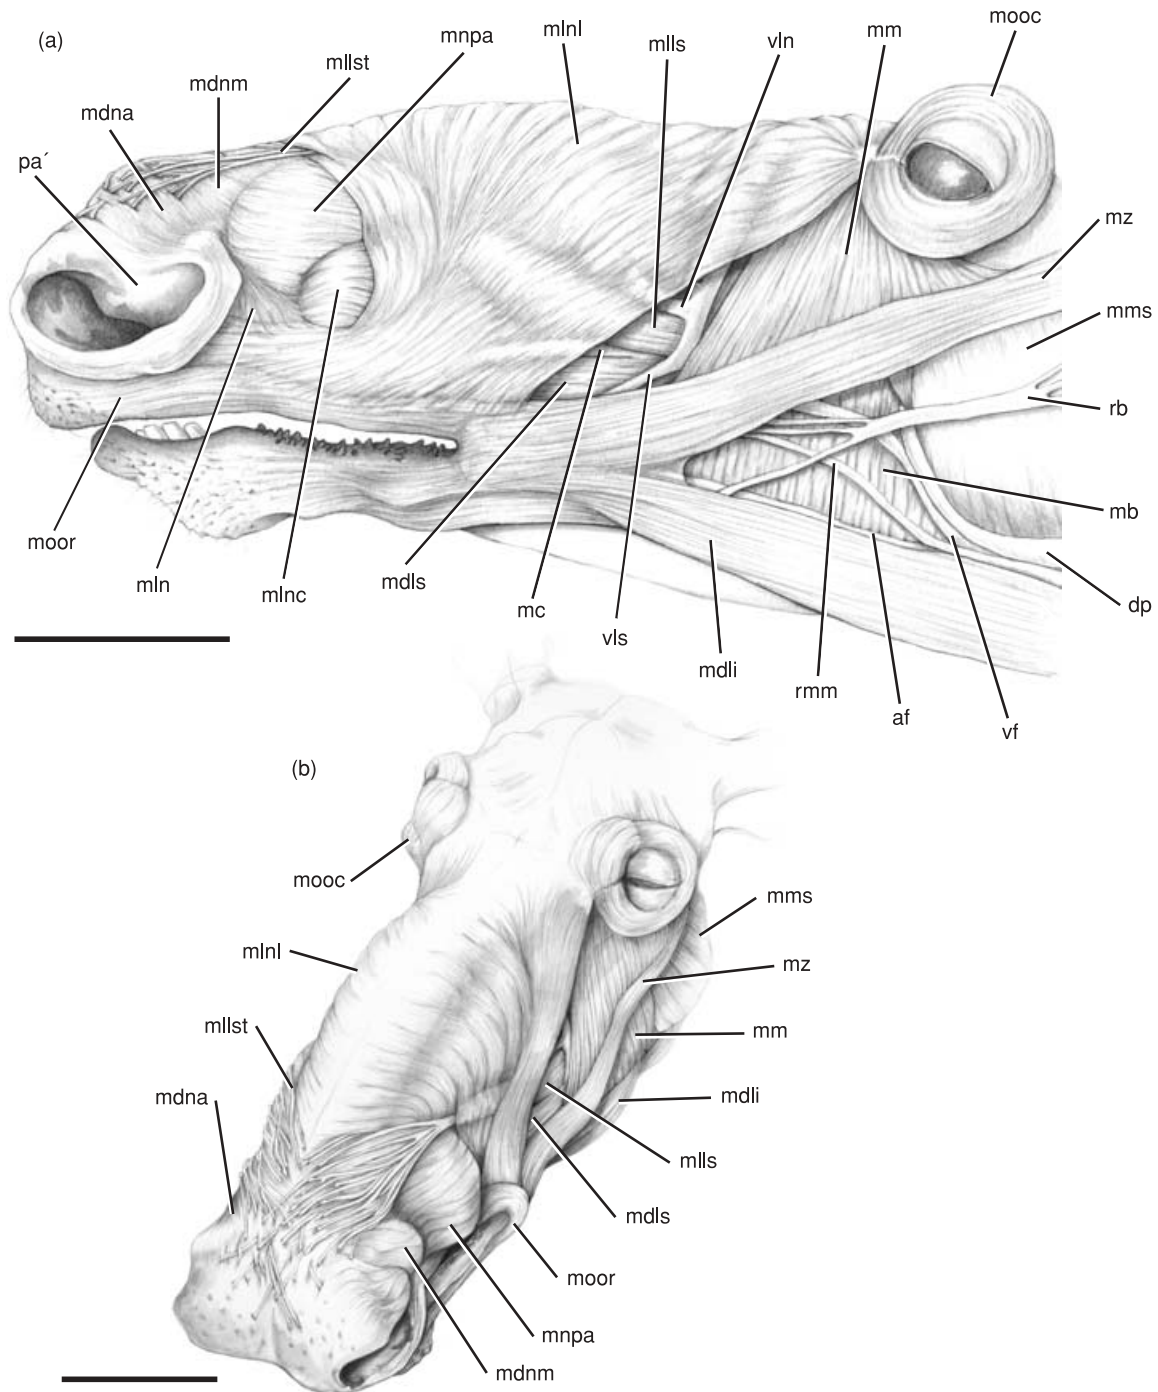 (a)
mdna
mdnm
mllst
mnpa
mlnl
mlls
vln
mm
mooc
pa´
mz
mms
rb
mb
dp
moor
mln
mlnc
mdls
mc
vls
mdli
rmm
af
vf
(b)
mooc
mlnl
mllst
mdna
mms
mz
mm
mdli
mlls
mdls
moor
mnpa
mdnm